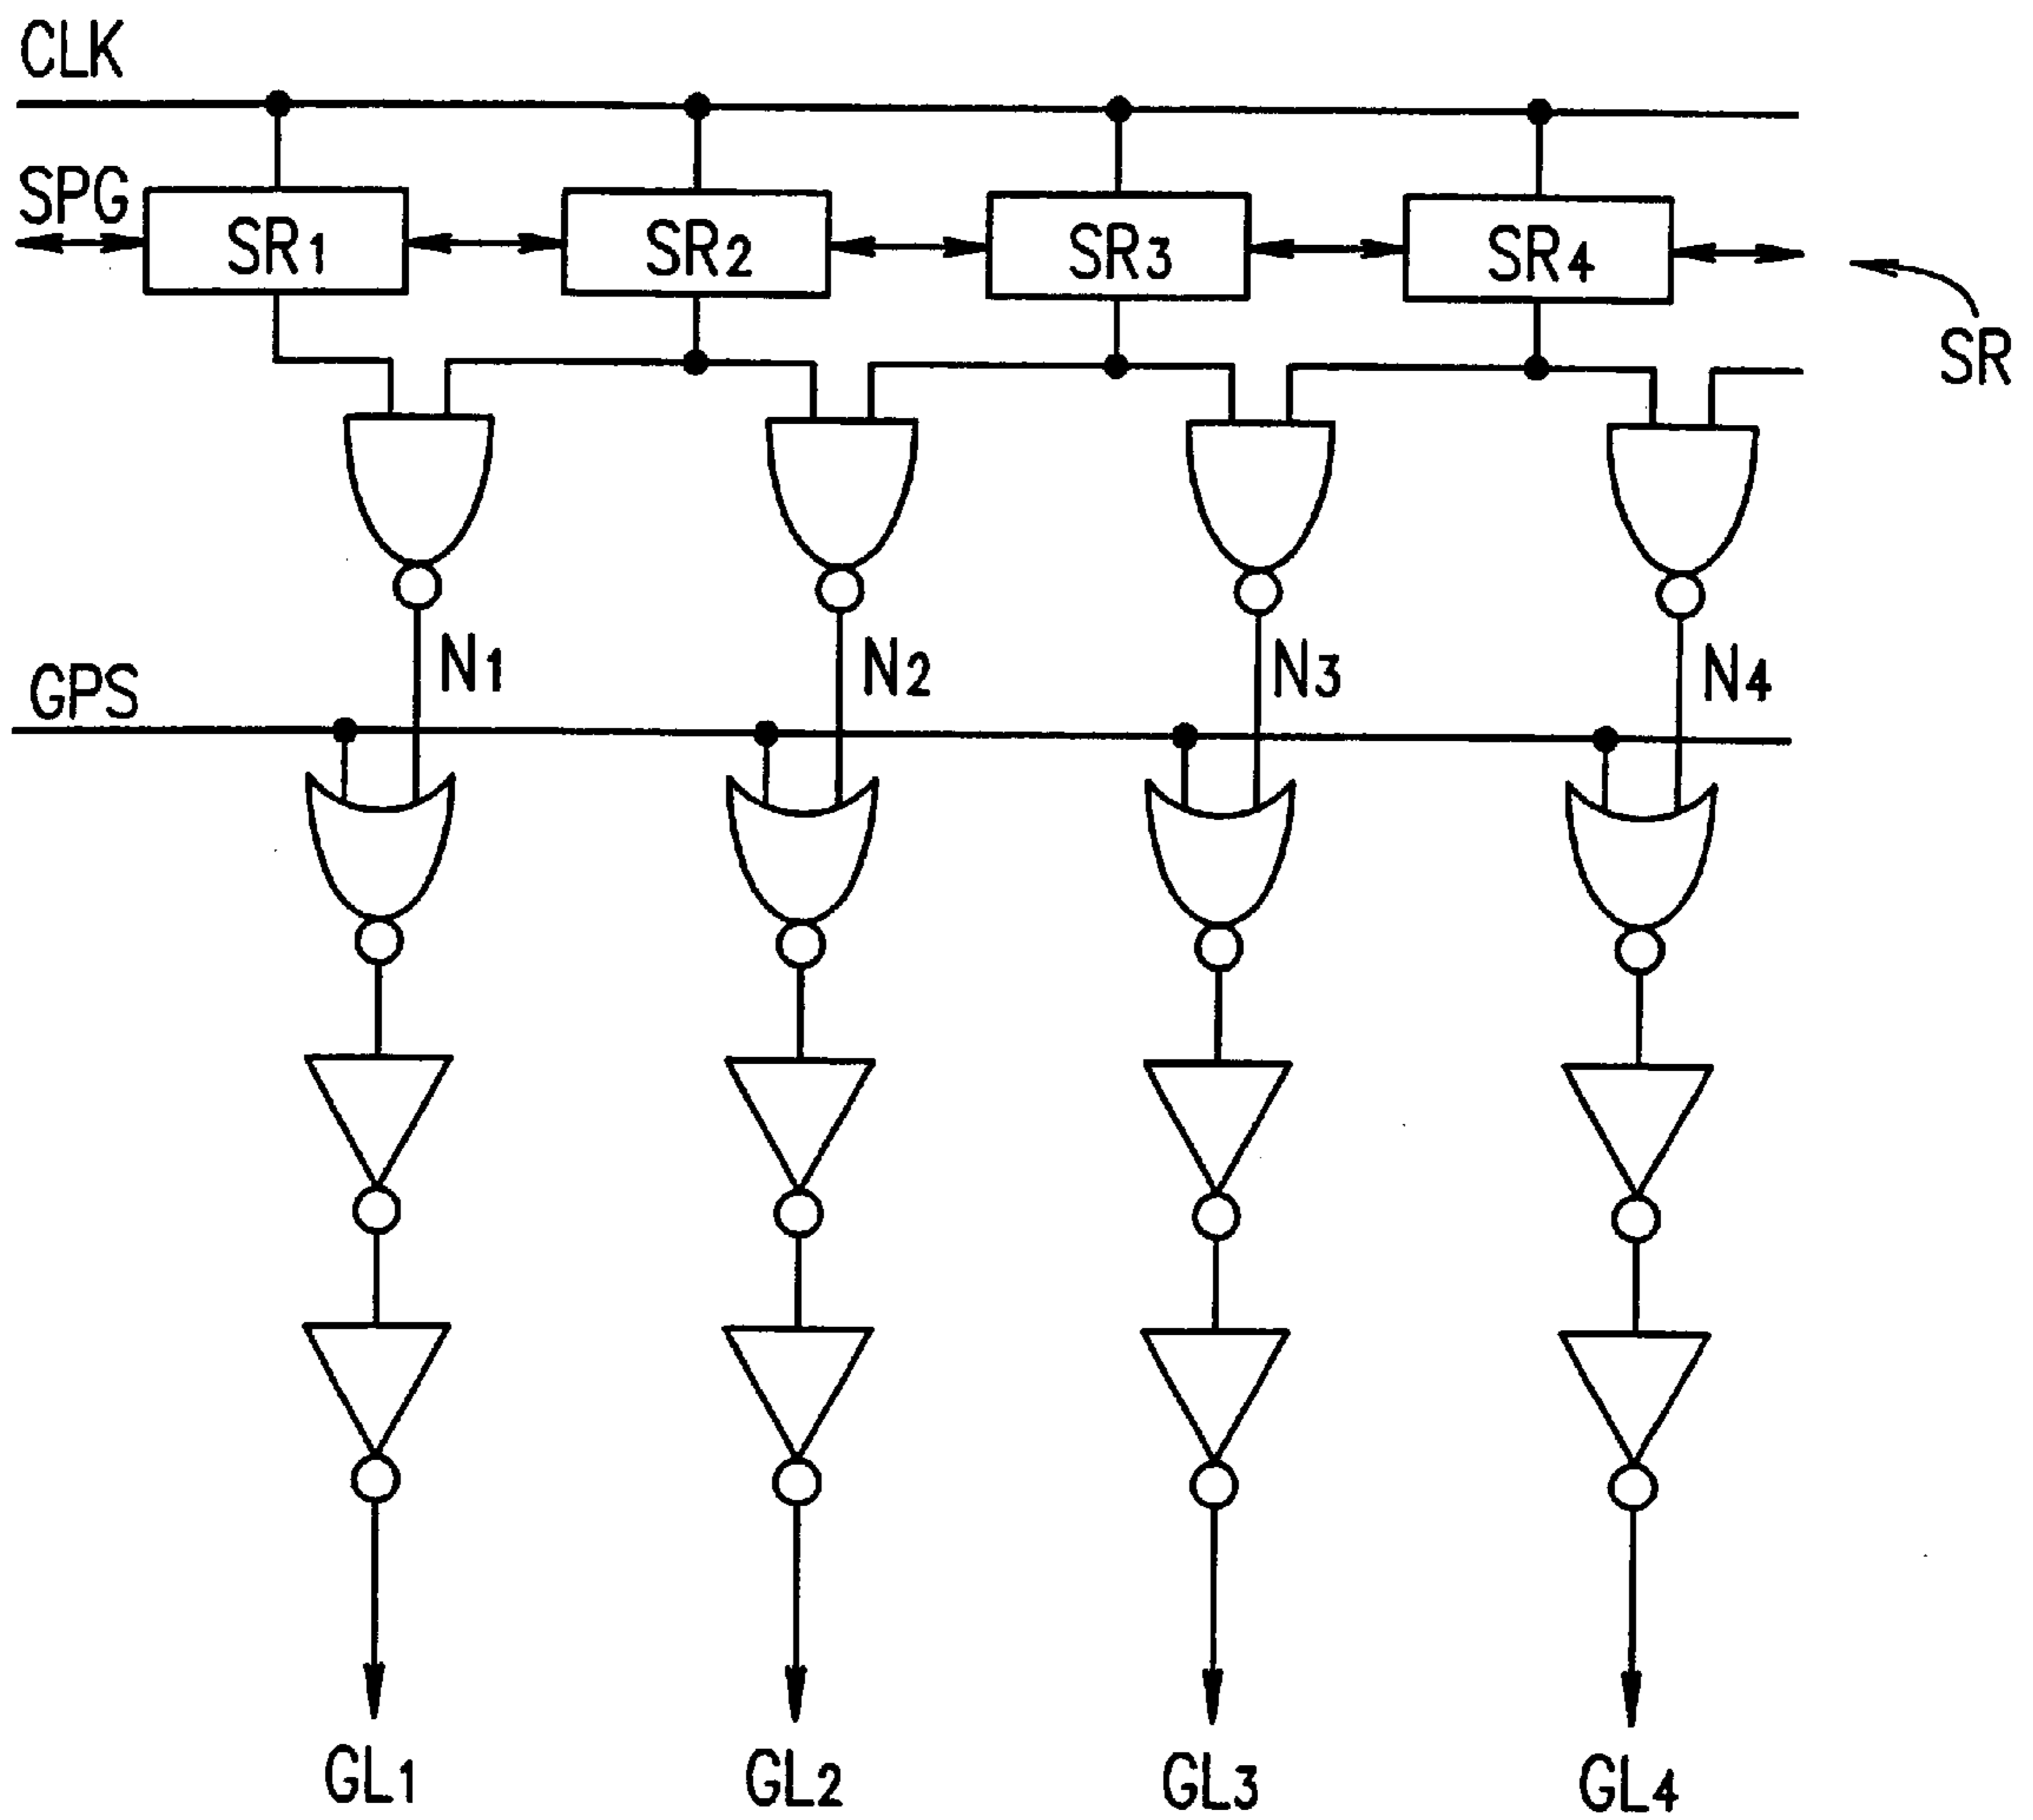 CLK
SPG
SR1 SR2 SR3 SR4
SR
N1 N2 N3 N4
GPS
GL1 GL2 GL3 GL4